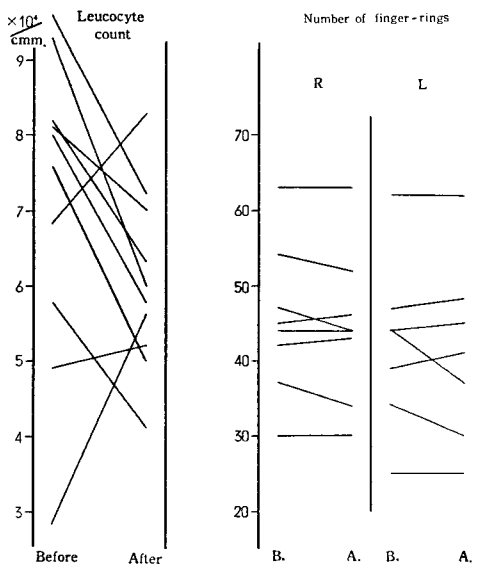 ×10⁴/cmm.
Leucocyte
count
9
8
7
6
5
4
3
Before After
Number of finger-rings
R L
70
60
50
40
30
20
B. A. B. A.